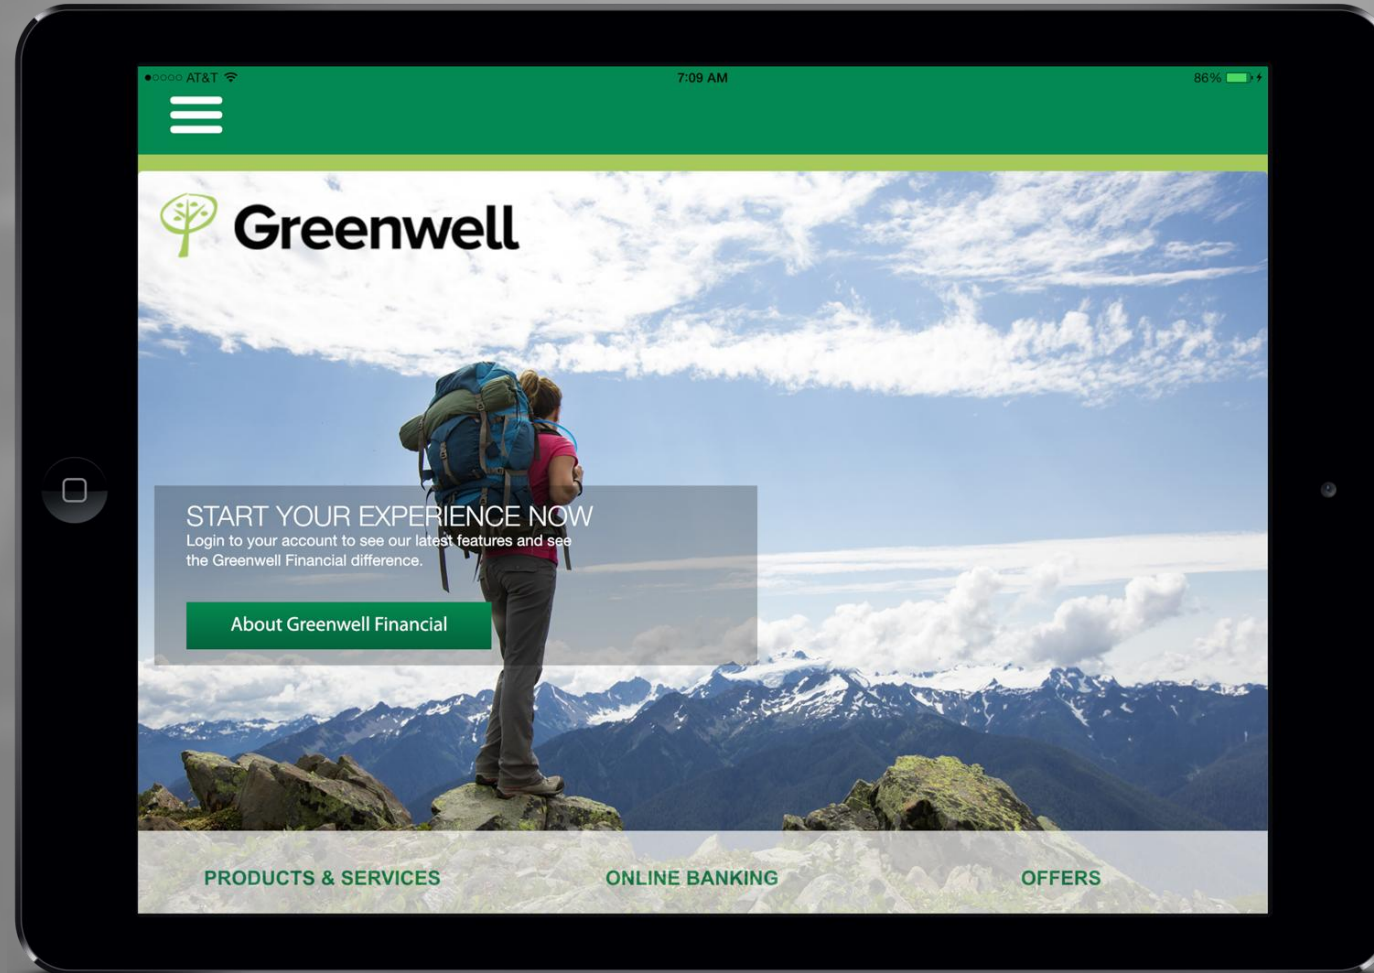 AT&T
7:09 AM
86%
Greenwell
START YOUR EXPERIENCE NOW
Login to your account to see our latest features and see
the Greenwell Financial difference.
About Greenwell Financial
PRODUCTS & SERVICES
ONLINE BANKING
OFFERS